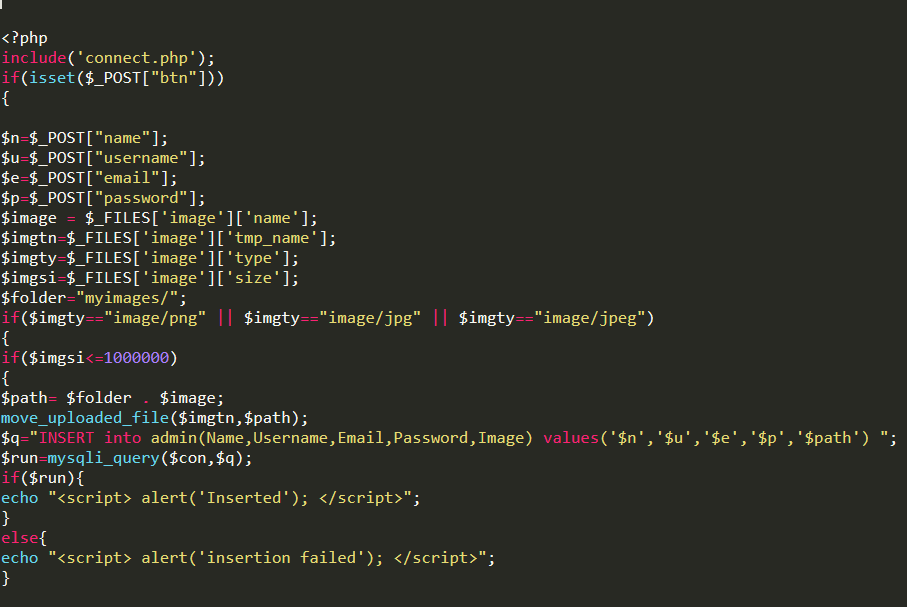 <?php
include('connect.php');
if(isset($_POST["btn"]))
{
$n=$_POST["name"];
$u=$_POST["username"];
$e=$_POST["email"];
$p=$_POST["password"];
$image = $_FILES['image']['name'];
$imgtn=$_FILES['image']['tmp_name'];
$imgty=$_FILES['image']['type'];
$imgsi=$_FILES['image']['size'];
$folder="myimages/";
if($imgty=="image/png" || $imgty=="image/jpg" || $imgty=="image/jpeg")
{
if($imgsi<=1000000)
{
$path= $folder . $image;
move_uploaded_file($imgtn,$path);
$q="INSERT into admin(Name,Username,Email,Password,Image) values('$n','$u','$e','$p','$path') ";
$run=mysqli_query($con,$q);
if($run){
echo "<script> alert('Inserted'); </script>";
}
else{
echo "<script> alert('insertion failed'); </script>";
}